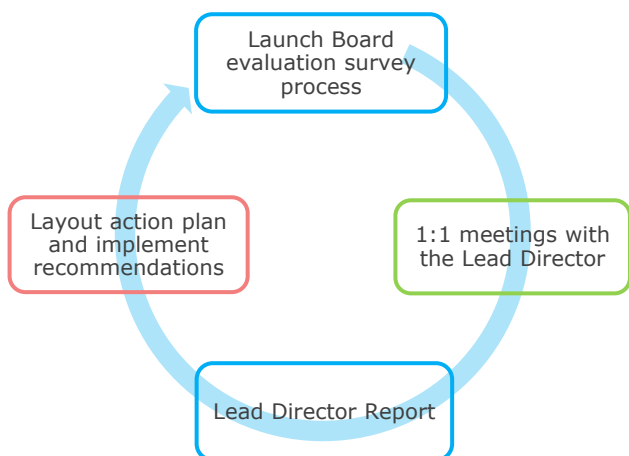 Launch Board
evaluation survey
process
1:1 meetings with
the Lead Director
Lead Director Report
Layout action plan
and implement
recommendations